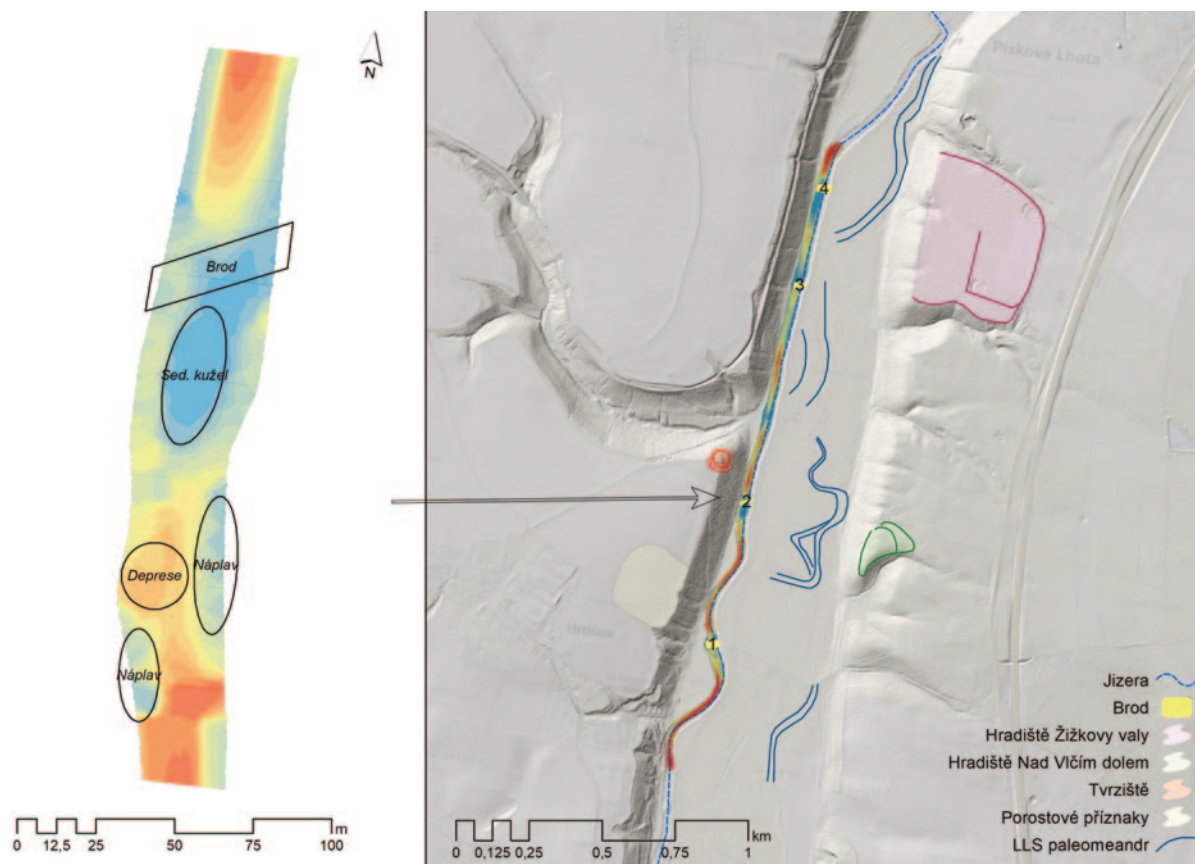 N
Brod
Sed. kužel
Deprese
Náplav
Náplav
0 12,5 25 50 75 100
m
Pískova Lhota
4
3
2
1
Hrošov
Jizera
Brod
Hradiště Žižkovy valy
Hradiště Nad Vlčím dolem
Tvrziště
Porostové příznaky
LLS paleomeandr
0 0,125 0,25 0,5 0,75 1
km